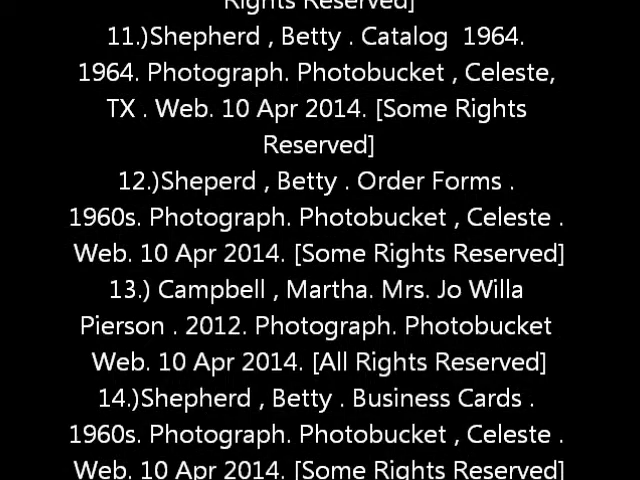 Rights Reserved]
11.)Shepherd , Betty . Catalog  1964.
1964. Photograph. Photobucket , Celeste,
TX . Web. 10 Apr 2014. [Some Rights
Reserved]
12.)Sheperd , Betty . Order Forms .
1960s. Photograph. Photobucket , Celeste .
Web. 10 Apr 2014. [Some Rights Reserved]
13.) Campbell , Martha. Mrs. Jo Willa
Pierson . 2012. Photograph. Photobucket
Web. 10 Apr 2014. [All Rights Reserved]
14.)Shepherd , Betty . Business Cards .
1960s. Photograph. Photobucket , Celeste .
Web. 10 Apr 2014. [Some Rights Reserved]